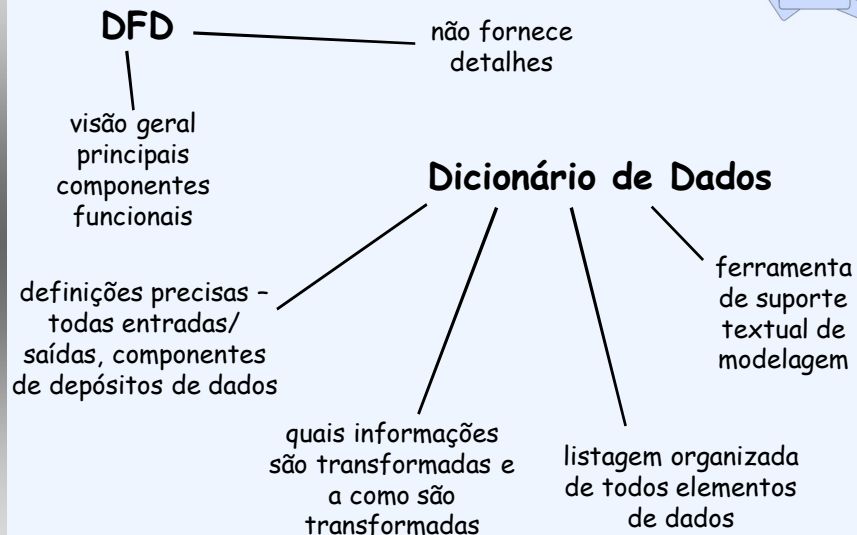 DFD
não fornece
detalhes
visão geral
principais
componentes
funcionais
Dicionário de Dados
definições precisas –
todas entradas/
saídas, componentes
de depósitos de dados
quais informações
são transformadas e
a como são
transformadas
listagem organizada
de todos elementos
de dados
ferramenta
de suporte
textual de
modelagem